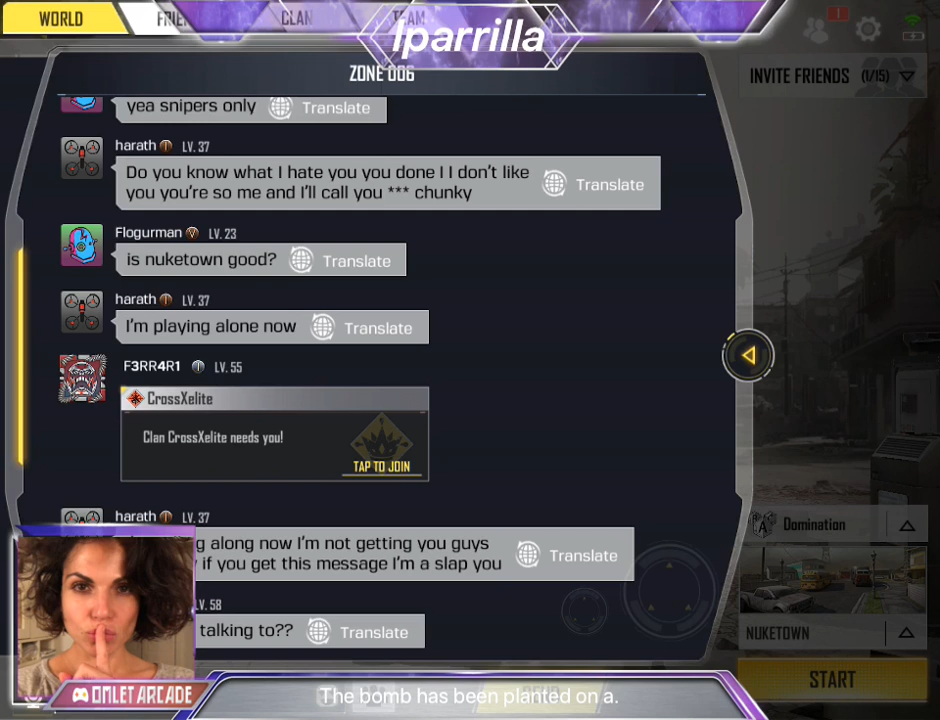 WORLD
CLAN
TEAM
lparrilla
ZONE 006
INVITE FRIENDS (1/15)
yea snipers only
Translate
harath LV. 37
Do you know what I hate you you done I I don't like
you you're so me and I'll call you *** chunky
Translate
Flogurman LV. 23
is nuketown good?
Translate
harath LV. 37
I'm playing alone now
Translate
F3RR4R1 LV. 55
CrossXelite
Clan CrossXelite needs you!
TAP TO JOIN
harath LV. 37
g along now I'm not getting you guys
if you get this message I'm a slap you
Translate
LV. 58
talking to??
Translate
Domination
NUKETOWN
START
OMLET ARCADE
The bomb has been planted on a.